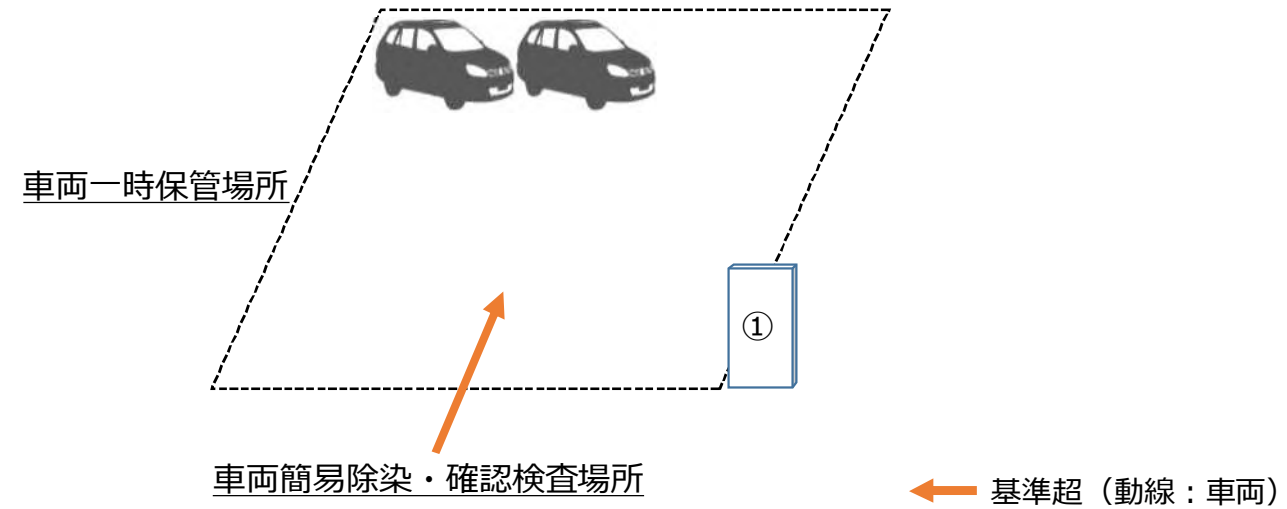 車両一時保管場所
①
車両簡易除染・確認検査場所
基準超（動線：車両）